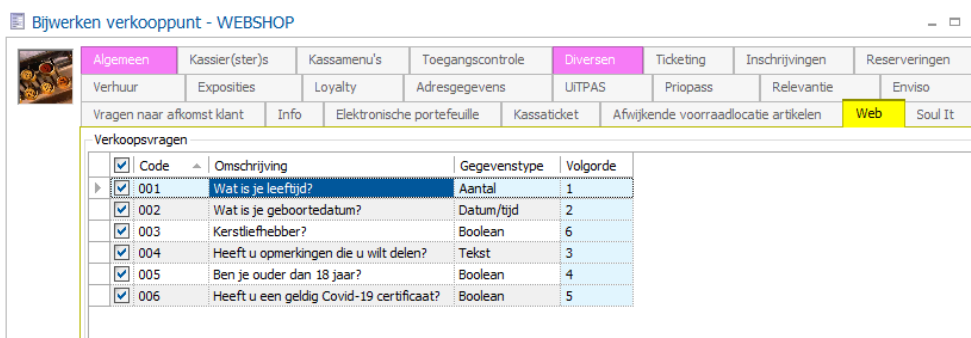 Bijwerken verkooppunt - WEBSHOP
Algemeen Kassier(ster)s Kassamenu's Toegangscontrole Diversen Ticketing Inschrijvingen Reserveringen
Verhuur Exposities Loyalty Adresgegevens UiTPAS Priopass Relevantie Enviso
Vragen naar afkomst klant Info Elektronische portefeuille Kassaticket Afwijkende voorraadlocatie artikelen Web Soul It
Verkoopsvragen
Code Omschrijving Gegevenstype Volgorde
001 Wat is je leeftijd? Aantal 1
002 Wat is je geboortedatum? Datum/tijd 2
003 Kerstliefhebber? Boolean 6
004 Heeft u opmerkingen die u wilt delen? Tekst 3
005 Ben je ouder dan 18 jaar? Boolean 4
006 Heeft u een geldig Covid-19 certificaat? Boolean 5